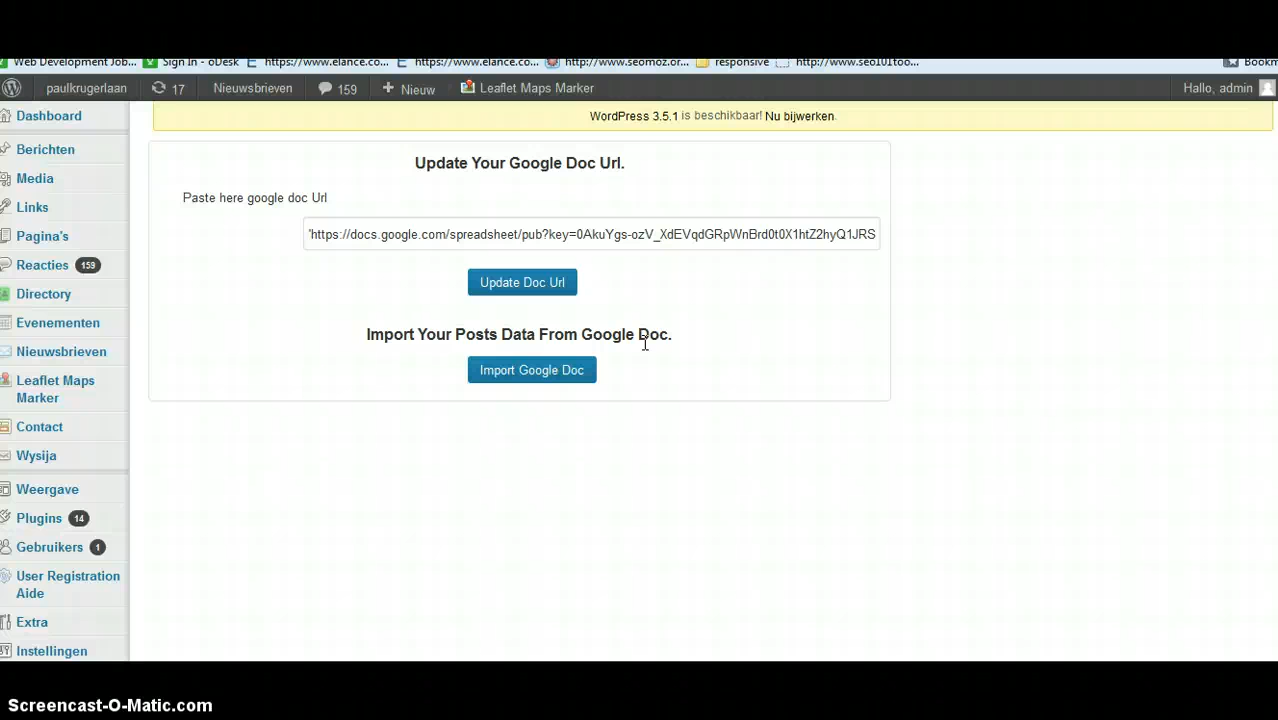 Web Development Job... Sign In - oDesk https://www.elance.co... https://www.elance.co... http://www.seomoz.or... responsive http://www.seo101too... Bookm
paulkrugerlaan 17 Nieuwsbrieven 159 + Nieuw Leaflet Maps Marker Hallo, admin
Dashboard
Berichten
Media
Links
Pagina's
Reacties 159
Directory
Evenementen
Nieuwsbrieven
Leaflet Maps
Marker
Contact
Wysija
Weergave
Plugins 14
Gebruikers 1
User Registration
Aide
Extra
Instellingen
WordPress 3.5.1 is beschikbaar! Nu bijwerken.
Update Your Google Doc Url.
Paste here google doc Url
'https://docs.google.com/spreadsheet/pub?key=0AkuYgs-ozV_XdEVqdGRpWnBrd0t0X1htZ2hyQ1JRS
Update Doc Url
Import Your Posts Data From Google Doc.
Import Google Doc
Screencast-O-Matic.com